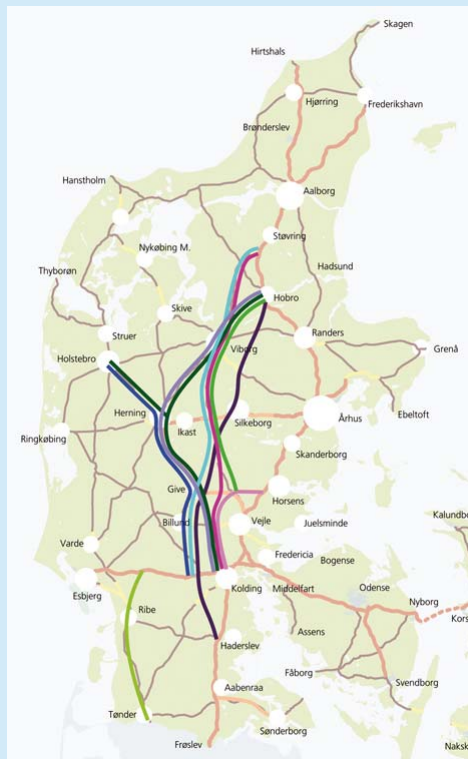 Skagen
Hirtshals
Hjørring
Frederikshavn
Brønderslev
Hanstholm
Aalborg
Støvring
Nykøbing M.
Hadsund
Thyborøn
Hobro
Skive
Struer
Randers
Viborg
Grenå
Holstebro
Herning
Ikast
Silkeborg
Århus
Ebeltoft
Ringkøbing
Skanderborg
Give
Horsens
Billund
Vejle
Juelsminde
Kalundbo
Varde
Fredericia
Bogense
Esbjerg
Kolding
Middelfart
Odense
Nyborg
Ribe
Kors
Assens
Haderslev
Fåborg
Svendborg
Aabenraa
Tønder
Sønderborg
Frøslev
Naksk